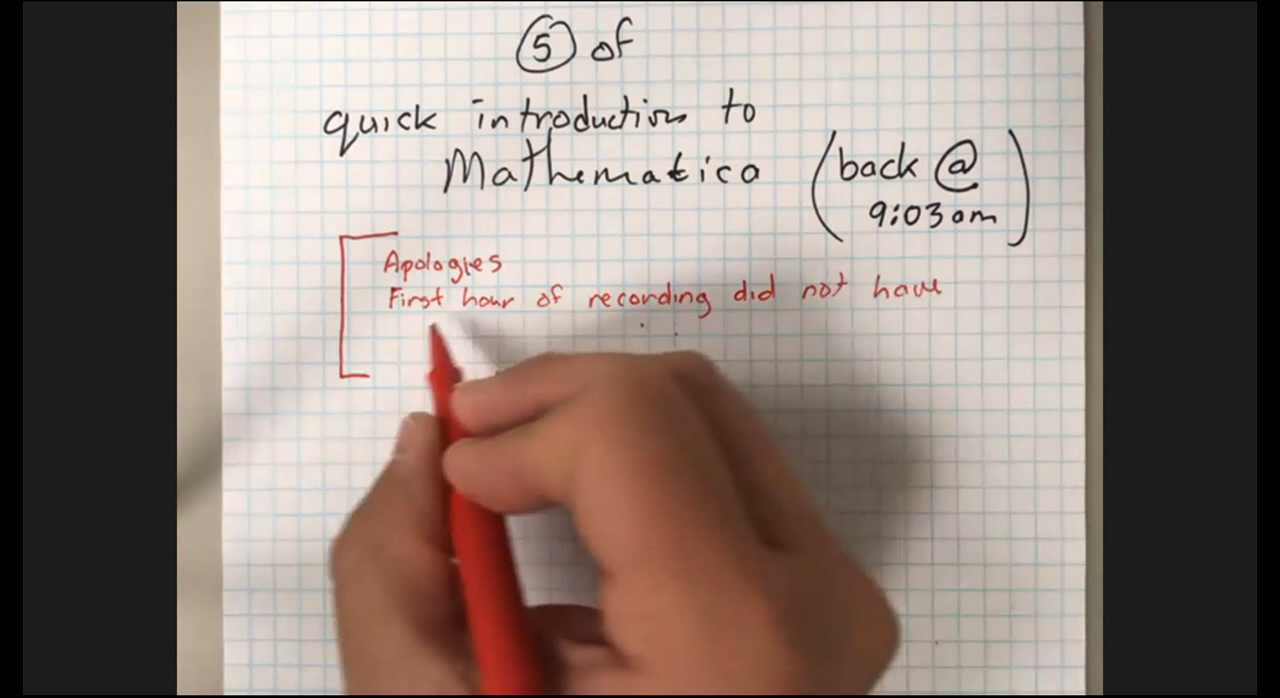 ⑤ of
quick introduction to
Mathematica
(back @
9:03am)
Apologies
First hour of recording did not have